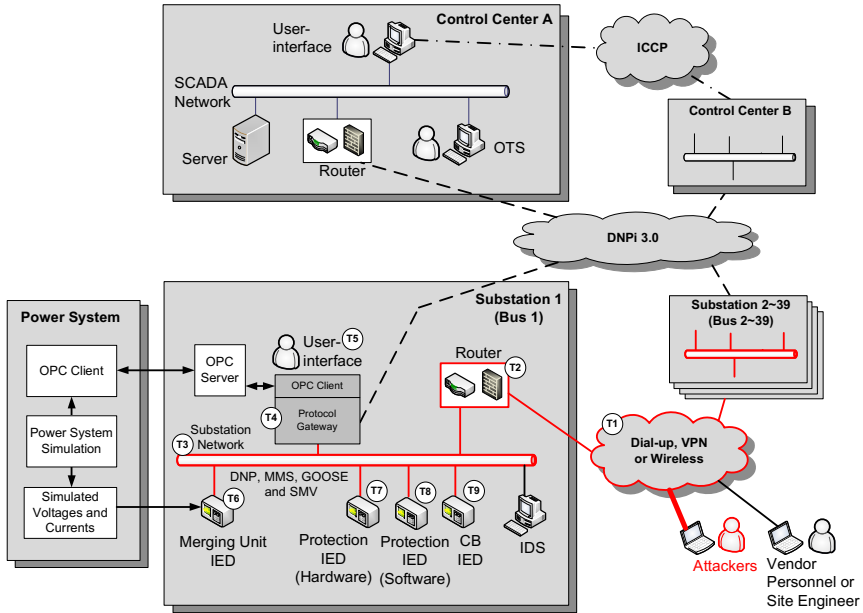 Control Center A
User-
interface
ICCP
SCADA
Network
Control Center B
Server
Router
OTS
DNPi 3.0
Power System
Substation 1
(Bus 1)
Substation 2~39
(Bus 2~39)
User-
interface
T5
Router
T2
OPC Client
OPC
Server
OPC Client
T4
Protocol
Gateway
T1
Dial-up, VPN
or Wireless
Power System
Simulation
T3
Substation
Network
DNP, MMS, GOOSE
and SMV
Simulated
Voltages and
Currents
T6
T7
T8
T9
Merging Unit
IED
Protection
IED
(Hardware)
Protection
IED
(Software)
CB
IED
IDS
Attackers
Vendor
Personnel or
Site Engineer